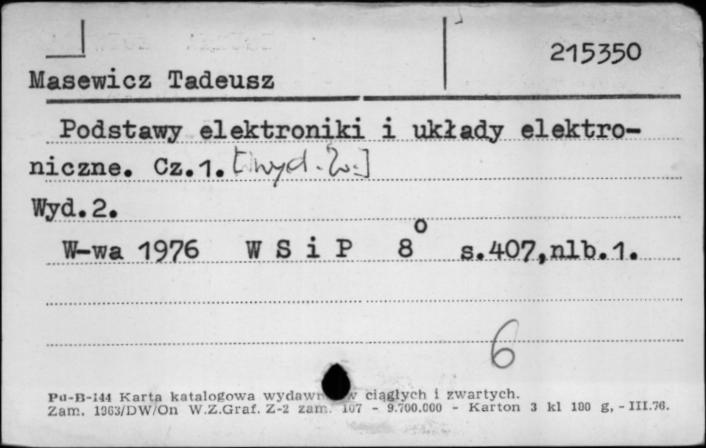 215350
Masewicz Tadeusz
Podstawy elektroniki i układy elektro-
niczne. Cz.1. [wyd. 2.]
Wyd.2.
W-wa 1976 W S i P 8° s.407,nlb.1.
6
Pu-B-144 Karta katalogowa ciągłych i zwartych.
Zam. 1963/DW/On W.Z.Graf. Z-2 zam. 107 - 9.700.000 - Karton 3 kl 180 g, - III.76.